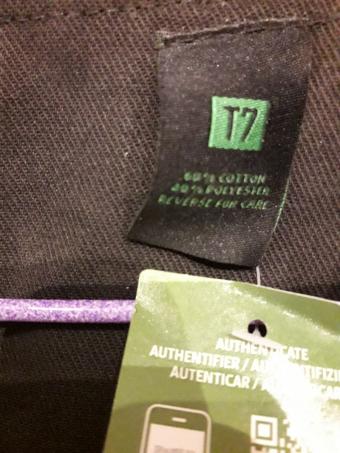 T7
60% COTTON
40% POLYESTER
REVERSE FOR CARE
AUTHENTICATE
AUTHENTIFIER /
AUTENTICAR /